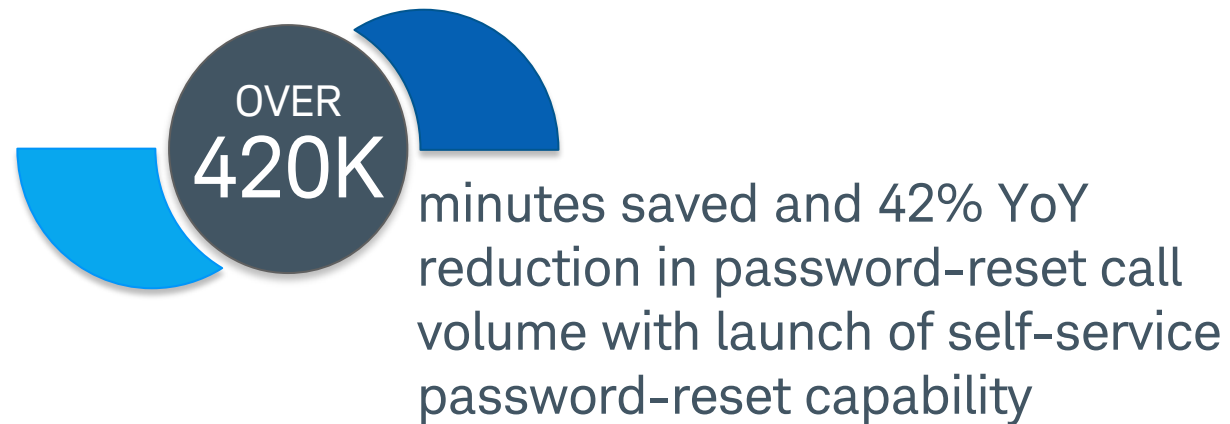 OVER
420K
minutes saved and 42% YoY
reduction in password-reset call
volume with launch of self-service
password-reset capability